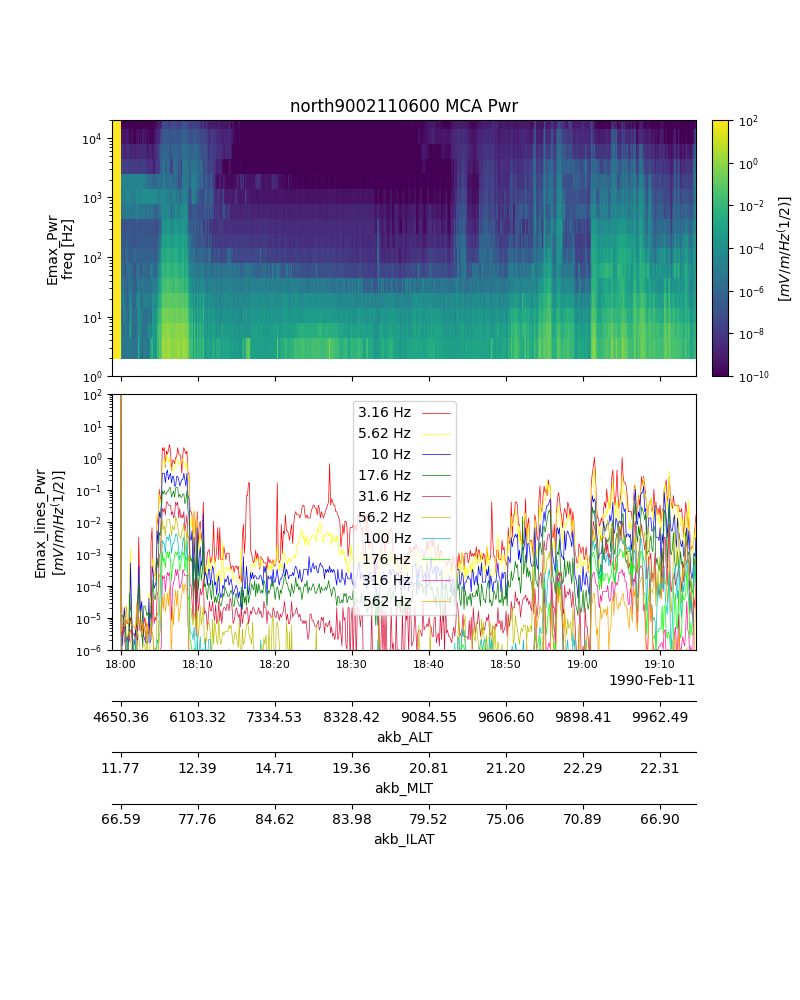 north9002110600 MCA Pwr
Emax_Pwr
freq [Hz]
10^4
10^3
10^2
10^1
10^0
10^2
10^0
10^-2
10^-4
10^-6
10^-8
10^-10
[mV/m/Hz^(1/2)]
Emax_lines_Pwr
[mV/m/Hz^(1/2)]
10^2
10^1
10^0
10^-1
10^-2
10^-3
10^-4
10^-5
10^-6
3.16 Hz
5.62 Hz
10 Hz
17.6 Hz
31.6 Hz
56.2 Hz
100 Hz
176 Hz
316 Hz
562 Hz
18:00 18:10 18:20 18:30 18:40 18:50 19:00 19:10
1990-Feb-11
4650.36 6103.32 7334.53 8328.42 9084.55 9606.60 9898.41 9962.49
akb_ALT
11.77 12.39 14.71 19.36 20.81 21.20 22.29 22.31
akb_MLT
66.59 77.76 84.62 83.98 79.52 75.06 70.89 66.90
akb_ILAT